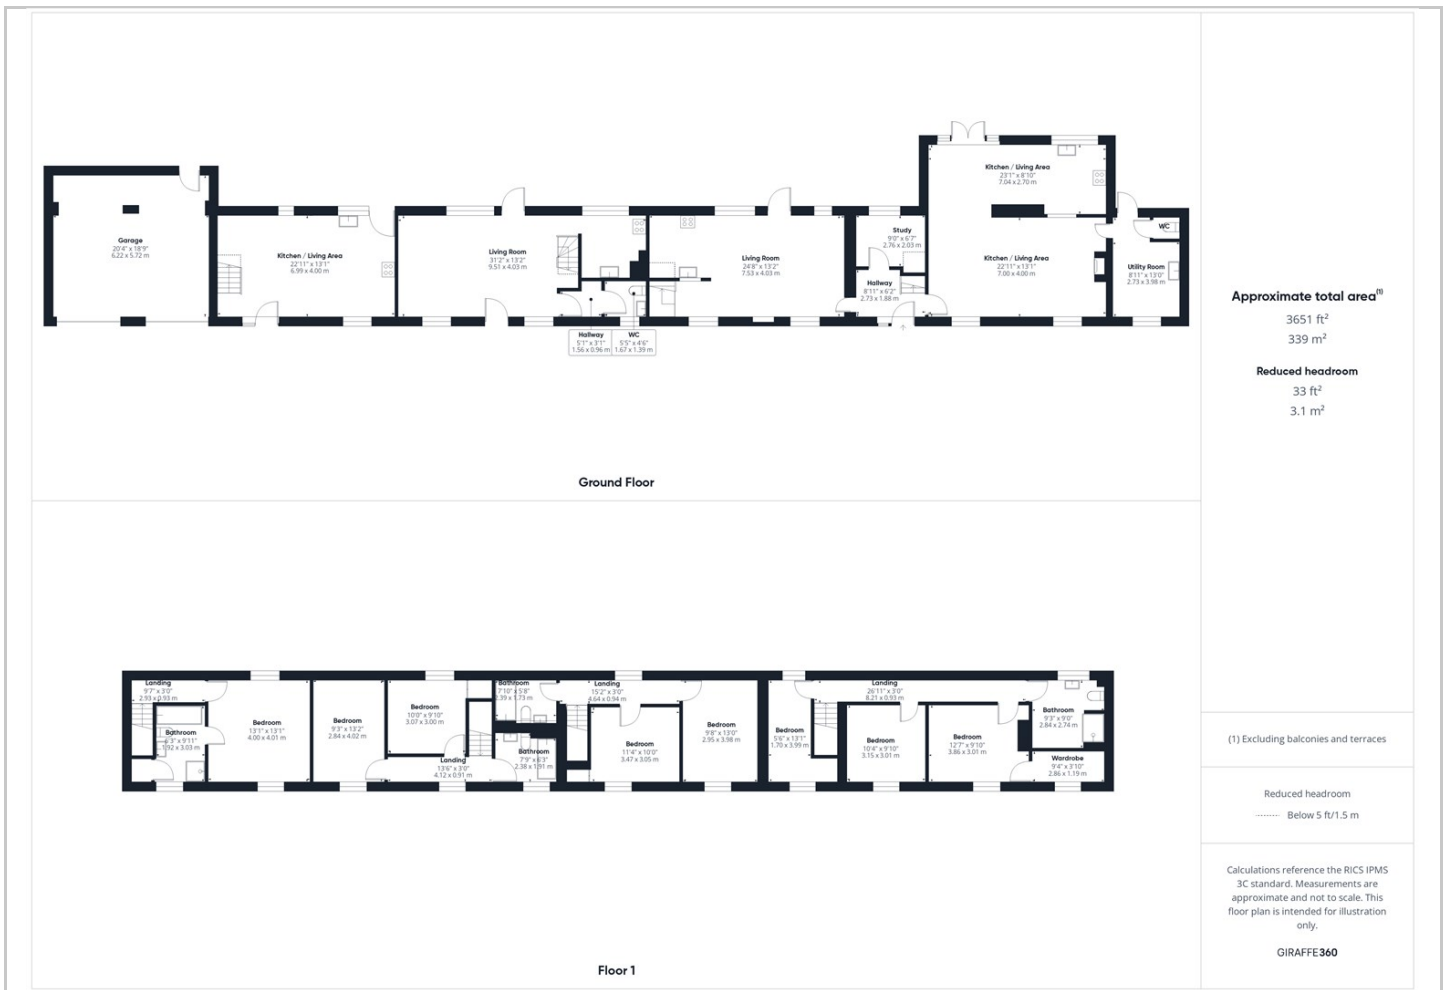 Kitchen / Living Area
23'1" x 8'10"
7.04 x 2.70 m
Garage
20'4" x 18'9"
6.22 x 5.72 m
Kitchen / Living Area
22'11" x 13'1"
6.99 x 4.00 m
Living Room
31'2" x 13'2"
9.51 x 4.03 m
Living Room
24'8" x 13'2"
7.53 x 4.03 m
Study
9'0" x 6'7"
2.76 x 2.03 m
Hallway
8'11" x 6'2"
2.73 x 1.88 m
Kitchen / Living Area
22'11" x 13'1"
7.00 x 4.00 m
WC
Utility Room
8'11" x 13'0"
2.73 x 3.98 m
Hallway
5'1" x 3'1"
1.56 x 0.96 m
WC
5'5" x 4'6"
1.67 x 1.39 m
Ground Floor
Landing
9'7" x 3'0"
2.93 x 0.93 m
Bathroom
6'3" x 9'11"
1.92 x 3.03 m
Bedroom
13'1" x 13'1"
4.00 x 4.01 m
Bedroom
9'3" x 13'2"
2.84 x 4.02 m
Bedroom
10'0" x 9'10"
3.07 x 3.00 m
Landing
13'6" x 3'0"
4.12 x 0.91 m
Bathroom
7'10" x 5'8"
2.39 x 1.73 m
Bathroom
7'9" x 6'3"
2.38 x 1.91 m
Landing
15'2" x 3'0"
4.64 x 0.94 m
Bedroom
11'4" x 10'0"
3.47 x 3.05 m
Bedroom
9'8" x 13'0"
2.95 x 3.98 m
Bedroom
5'6" x 13'1"
1.70 x 3.99 m
Landing
26'11" x 3'0"
8.21 x 0.93 m
Bedroom
10'4" x 9'10"
3.15 x 3.01 m
Bedroom
12'7" x 9'10"
3.86 x 3.01 m
Bathroom
9'3" x 9'0"
2.84 x 2.74 m
Wardrobe
9'4" x 3'10"
2.86 x 1.19 m
Floor 1
Approximate total area(1)
3651 ft²
339 m²
Reduced headroom
33 ft²
3.1 m²
(1) Excluding balconies and terraces
Reduced headroom
Below 5 ft/1.5 m
Calculations reference the RICS IPMS
3C standard. Measurements are
approximate and not to scale. This
floor plan is intended for illustration
only.
GIRAFFE360